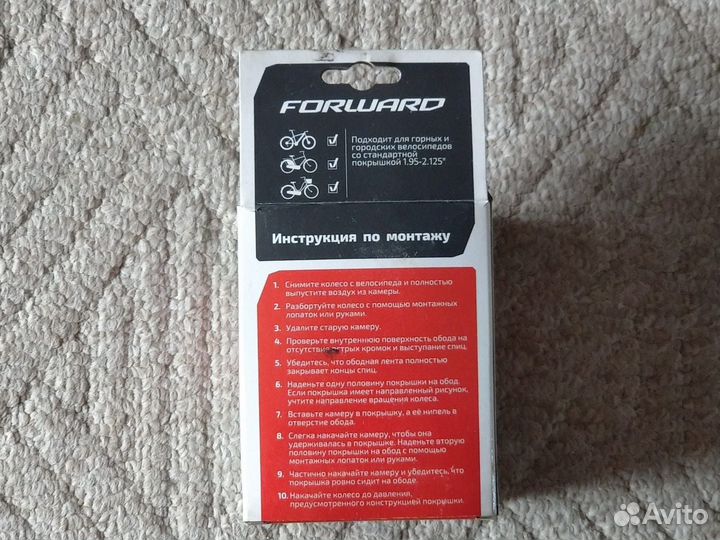 FORWARD
Подходит для горных и
городских велосипедов
со стандартной
покрышкой 1.95-2.125"
Инструкция по монтажу
1. Снимите колесо с велосипеда и полностью
выпустите воздух из камеры.
2. Разбортуйте колесо с помощью монтажных
лопаток или руками.
3. Удалите старую камеру.
4. Проверьте внутреннюю поверхность обода на
отсутствие острых кромок и выступание спиц.
5. Убедитесь, что ободная лента полностью
закрывает концы спиц.
6. Наденьте одну половину покрышки на обод.
Если покрышка имеет направленный рисунок,
учтите направление вращения колеса.
7. Вставьте камеру в покрышку, а её нипель в
отверстие обода.
8. Слегка накачайте камеру, чтобы она
удерживалась в покрышке. Наденьте вторую
половину покрышки на обод с помощью
монтажных лопаток или руками.
9. Частично накачайте камеру и убедитесь, что
покрышка ровно сидит на ободе.
10. Накачайте колесо до давления,
предусмотренного конструкцией покрышки.
Avito